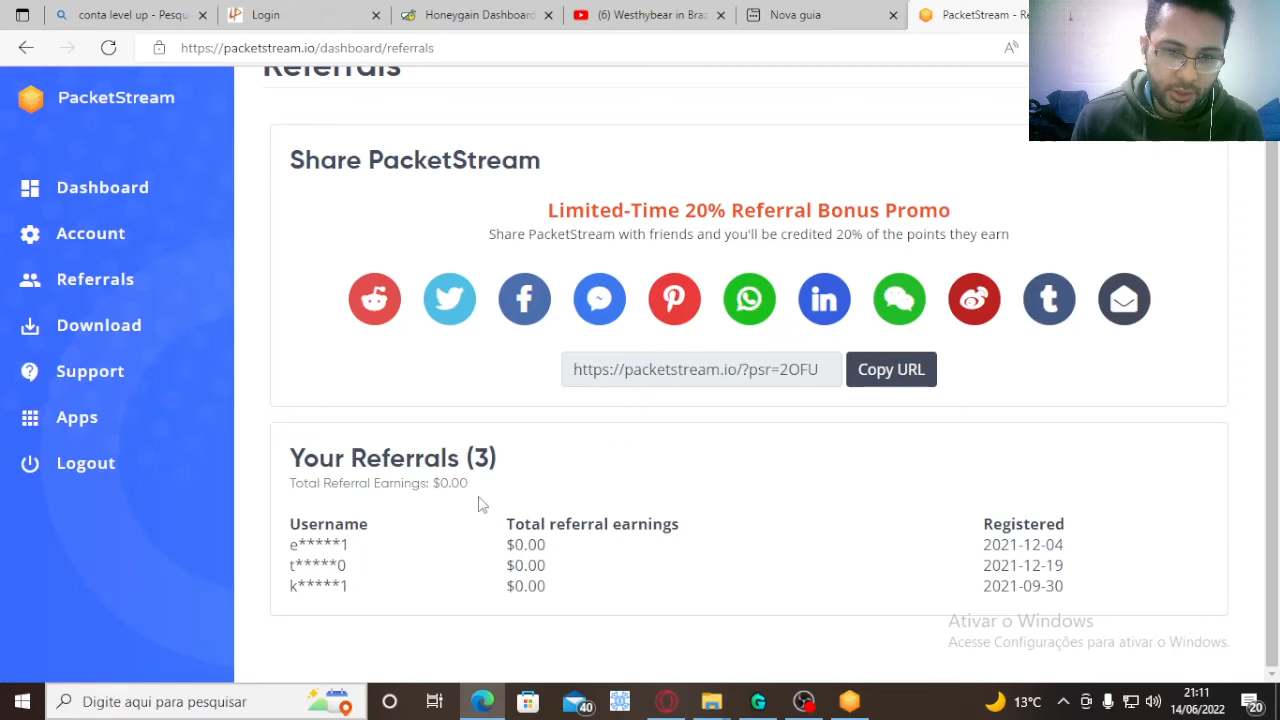 conta level up - Pesqu
Login
Honeygain Dashboard
(6) Westhybear in Braz
Nova guia
PacketStream - Re
https://packetstream.io/dashboard/referrals
PacketStream
Dashboard
Account
Referrals
Download
Support
Apps
Logout
Referrals
Share PacketStream
Limited-Time 20% Referral Bonus Promo
Share PacketStream with friends and you'll be credited 20% of the points they earn
https://packetstream.io/?psr=2OFU
Copy URL
Your Referrals (3)
Total Referral Earnings: $0.00
Username Total referral earnings Registered
e*****1 $0.00 2021-12-04
t*****0 $0.00 2021-12-19
k*****1 $0.00 2021-09-30
Ativar o Windows
Acesse Configurações para ativar o Windows.
Digite aqui para pesquisar
40
13°C
21:11
14/06/2022
20